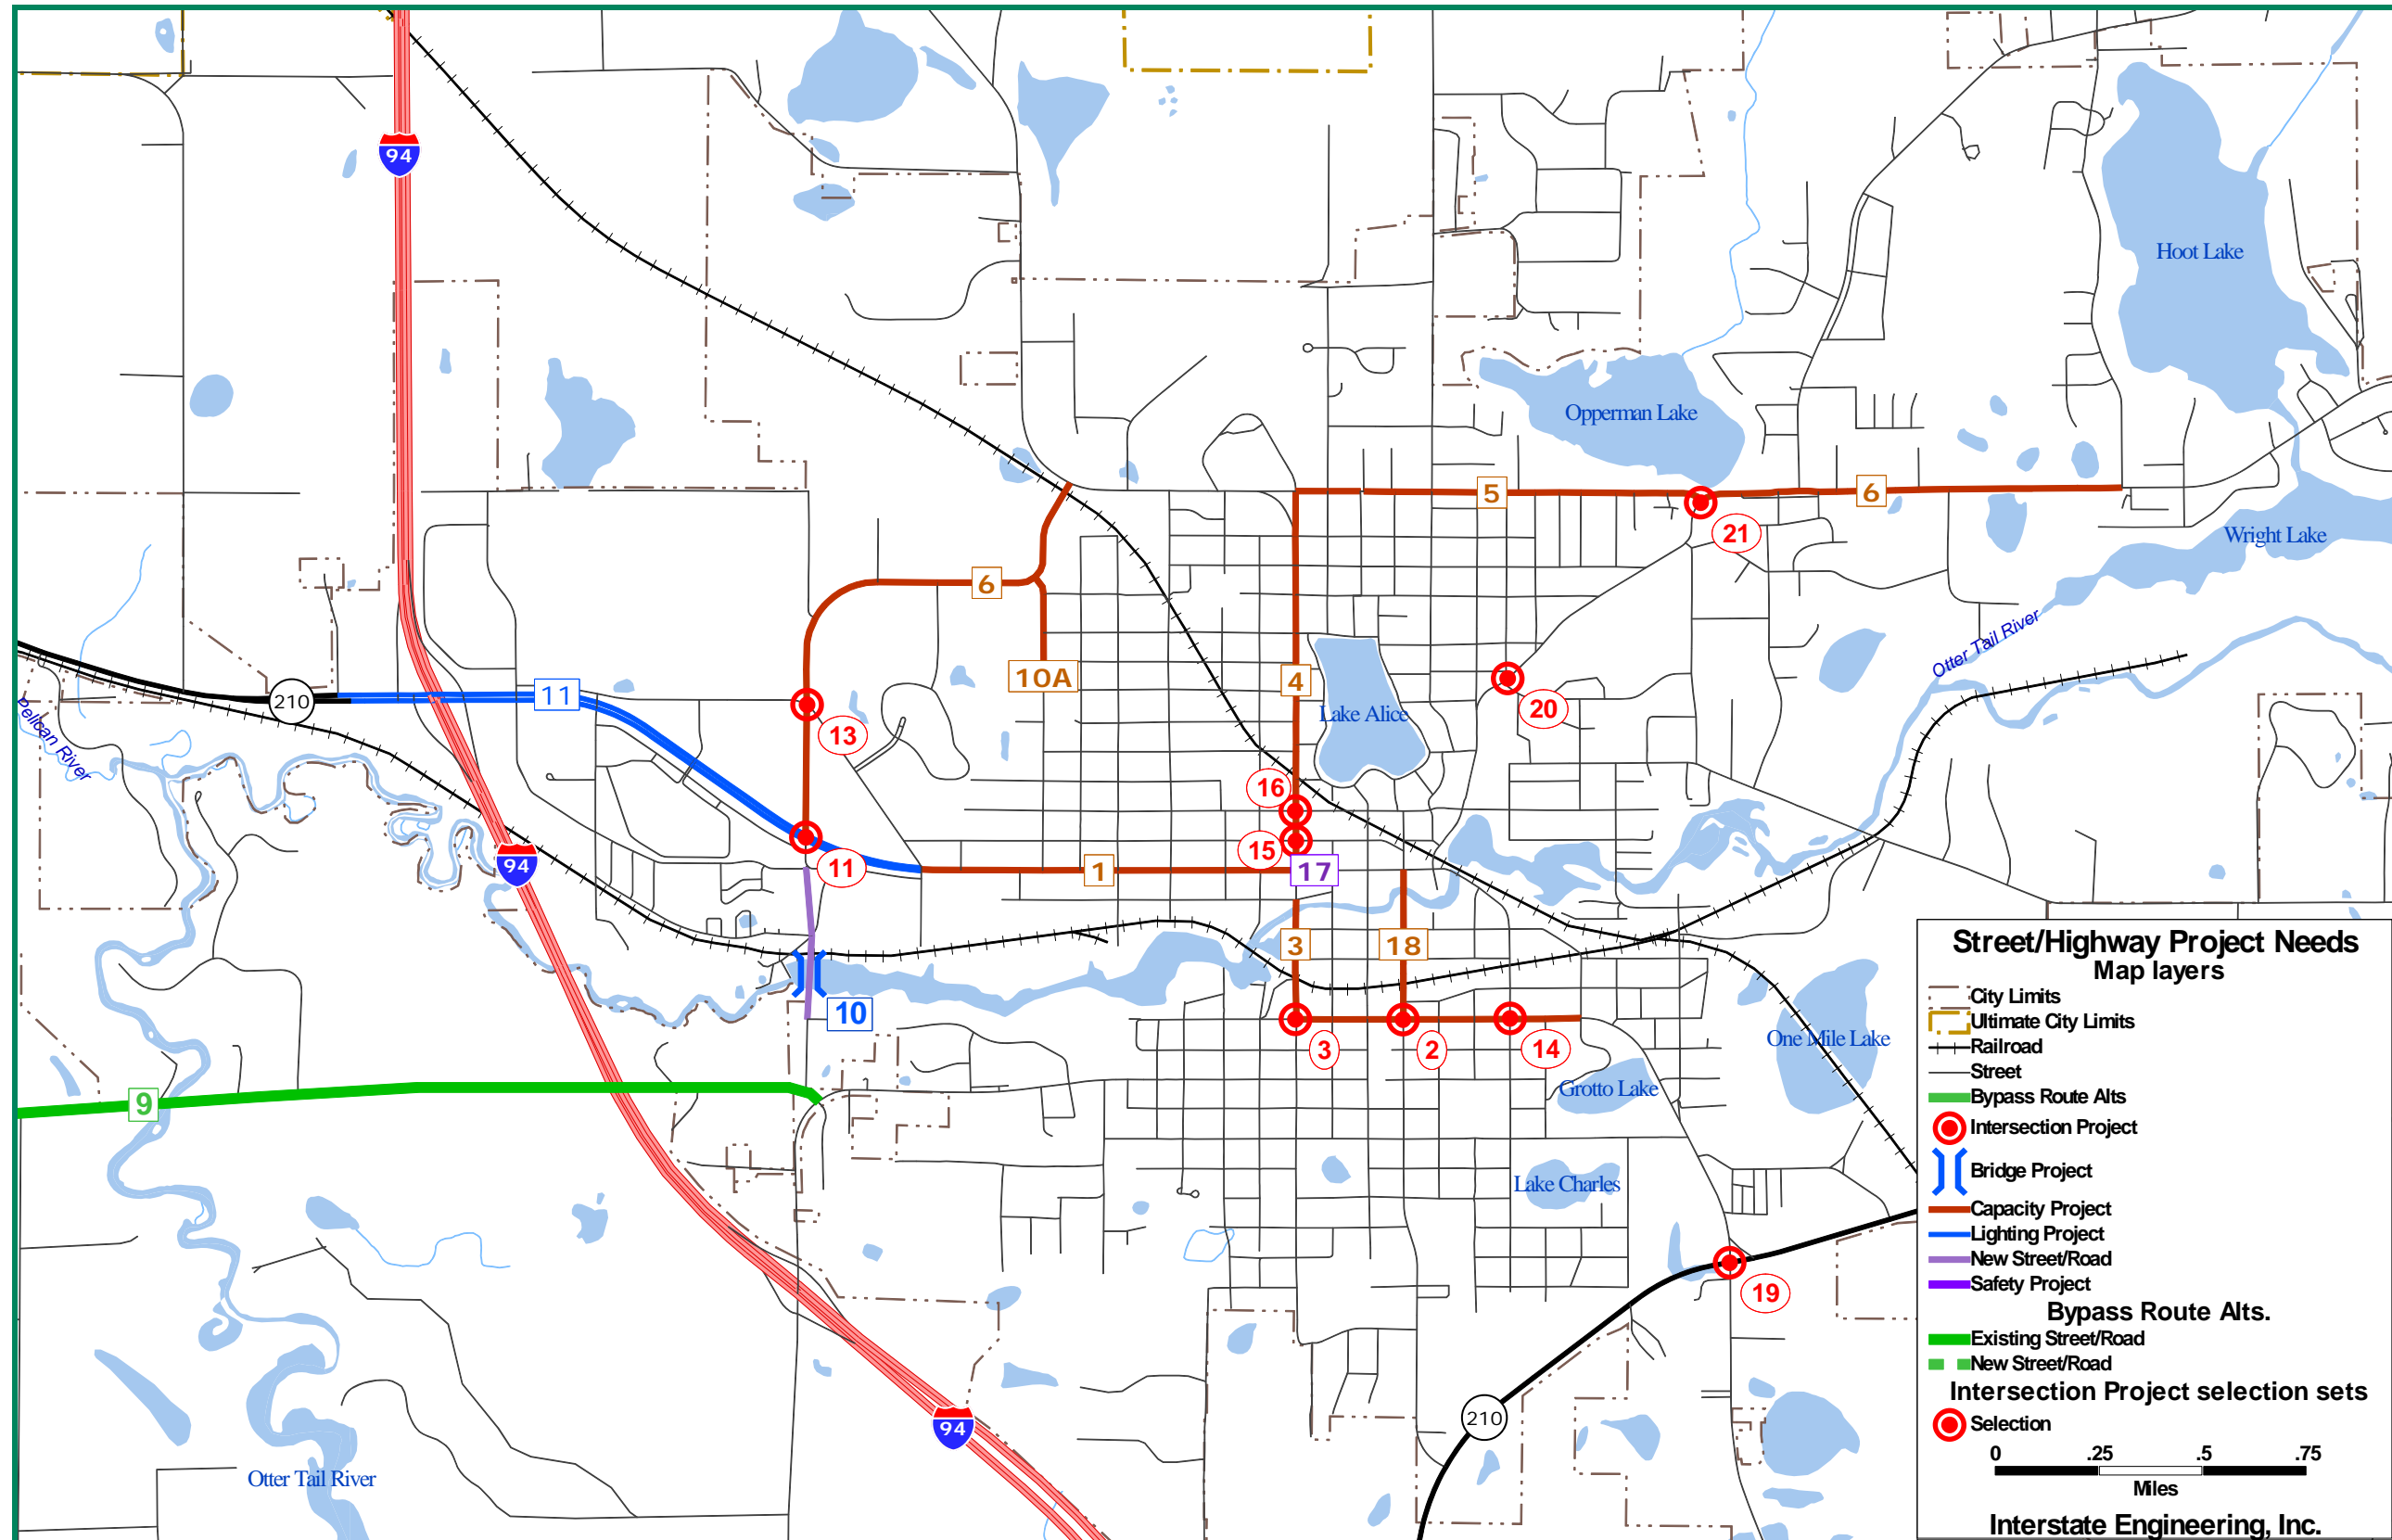 94
Hoot Lake
Opperman Lake
5
6
21
Wright Lake
6
Otter Tail River
10A
4
11
210
20
Lake Alice
13
Pelican River
16
15
94
11
1
17
3
18
10
3
2
14
One Mile Lake
Grotto Lake
9
Lake Charles
19
94
210
Otter Tail River
Street/Highway Project Needs
Map layers
City Limits
Ultimate City Limits
Railroad
Street
Bypass Route Alts
Intersection Project
Bridge Project
Capacity Project
Lighting Project
New Street/Road
Safety Project
Bypass Route Alts.
Existing Street/Road
New Street/Road
Intersection Project selection sets
Selection
0 .25 .5 .75
Miles
Interstate Engineering, Inc.